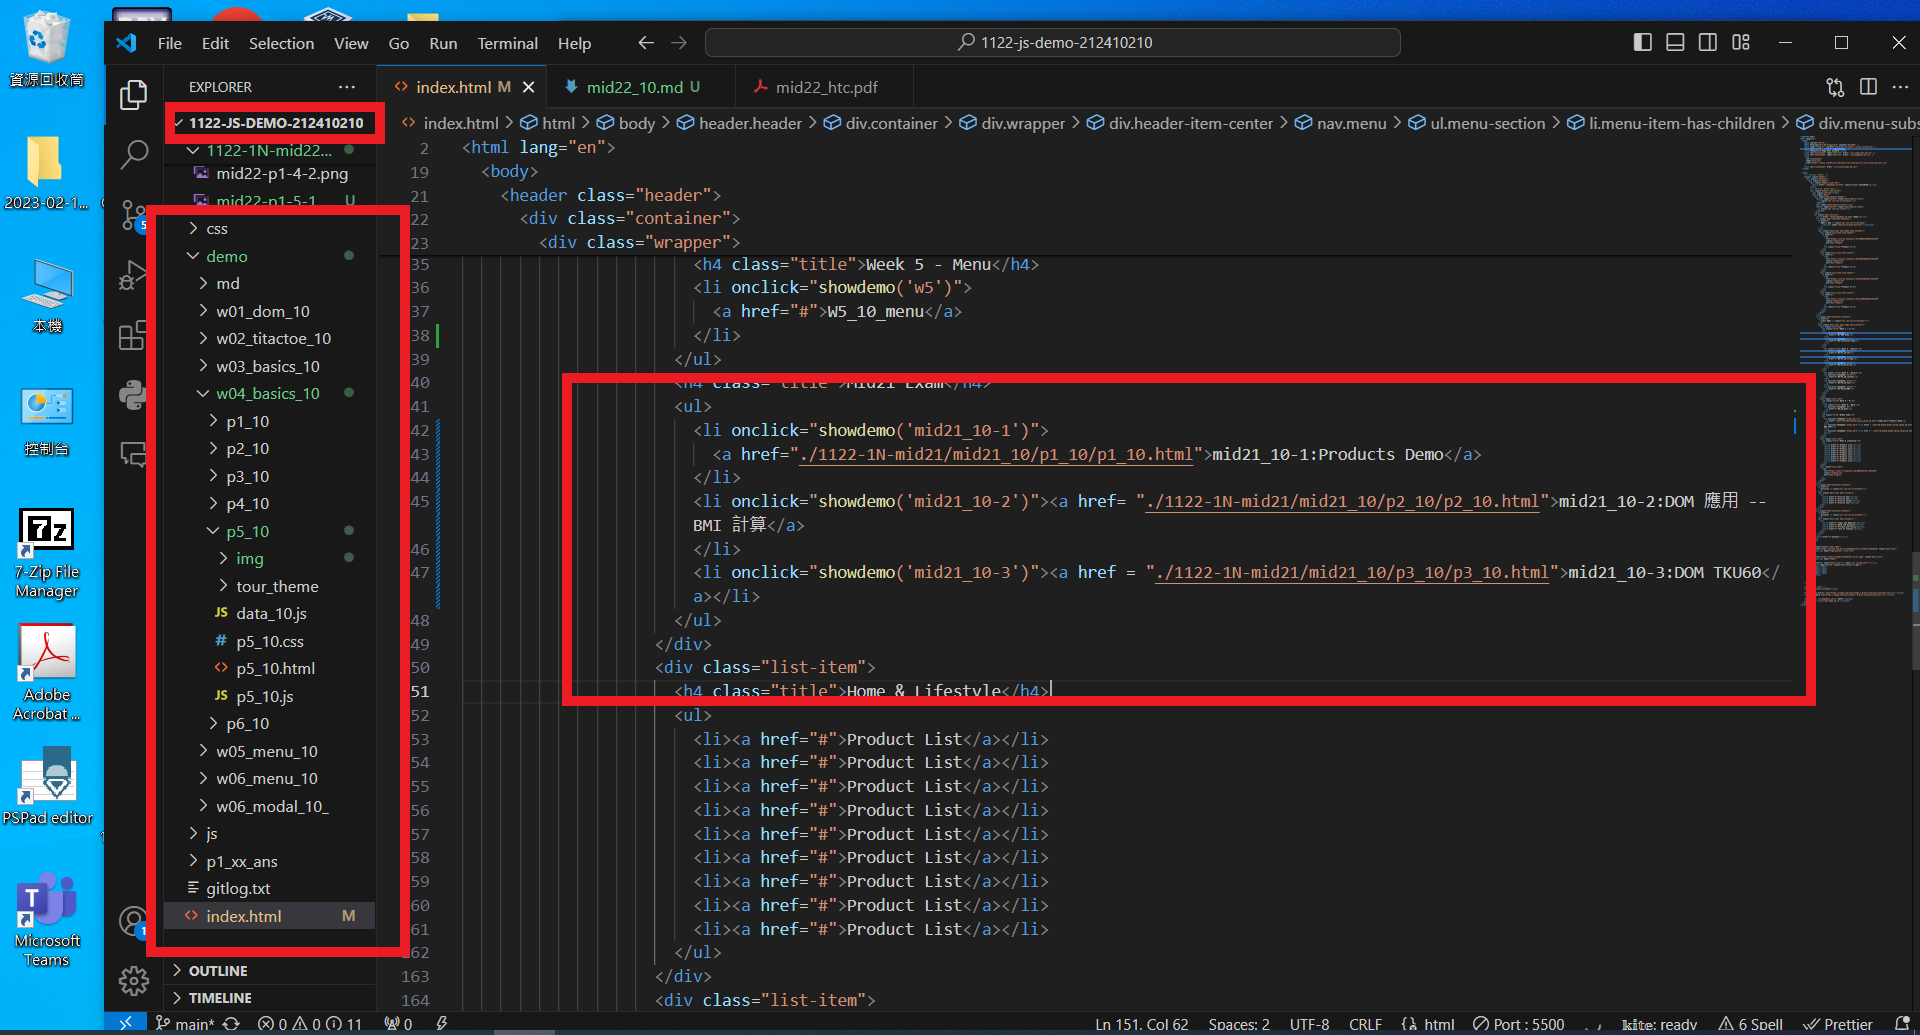 資源回收筒
2023-02-1...
本機
控制台
7-Zip File
Manager
Adobe
Acrobat ...
PSPad editor
Microsoft
Teams
File Edit Selection View Go Run Terminal Help
1122-js-demo-212410210
EXPLORER
1122-JS-DEMO-212410210
1122-1N-mid22...
mid22-p1-4-2.png
mid22-p1-5-1 U
css
demo
md
w01_dom_10
w02_titactoe_10
w03_basics_10
w04_basics_10
p1_10
p2_10
p3_10
p4_10
p5_10
img
tour_theme
JS data_10.js
# p5_10.css
<> p5_10.html
JS p5_10.js
p6_10
w05_menu_10
w06_menu_10
w06_modal_10_
js
p1_xx_ans
gitlog.txt
<> index.html M
OUTLINE
TIMELINE
<> index.html M
mid22_10.md U
mid22_htc.pdf
<> index.html > html > body > header.header > div.container > div.wrapper > div.header-item-center > nav.menu > ul.menu-section > li.menu-item-has-children > div.menu-subs
2 <html lang="en">
19 <body>
21 <header class="header">
22 <div class="container">
23 <div class="wrapper">
35 <h4 class="title">Week 5 - Menu</h4>
36 <li onclick="showdemo('w5')">
37 <a href="#">W5_10_menu</a>
38 </li>
39 </ul>
40 <h4 class="title">Mid21 Exam</h4>
41 <ul>
42 <li onclick="showdemo('mid21_10-1')">
43 <a href="./1122-1N-mid21/mid21_10/p1_10/p1_10.html">mid21_10-1:Products Demo</a>
44 </li>
45 <li onclick="showdemo('mid21_10-2')"><a href= "./1122-1N-mid21/mid21_10/p2_10/p2_10.html">mid21_10-2:DOM 應用 --
BMI 計算</a>
46 </li>
47 <li onclick="showdemo('mid21_10-3')"><a href = "./1122-1N-mid21/mid21_10/p3_10/p3_10.html">mid21_10-3:DOM TKU60</
a></li>
48 </ul>
49 </div>
50 <div class="list-item">
51 <h4 class="title">Home & Lifestyle</h4>
52 <ul>
53 <li><a href="#">Product List</a></li>
54 <li><a href="#">Product List</a></li>
55 <li><a href="#">Product List</a></li>
56 <li><a href="#">Product List</a></li>
57 <li><a href="#">Product List</a></li>
58 <li><a href="#">Product List</a></li>
59 <li><a href="#">Product List</a></li>
60 <li><a href="#">Product List</a></li>
61 <li><a href="#">Product List</a></li>
162 </ul>
163 </div>
164 <div class="list-item">
main* 0 0 11 0
Ln 151, Col 62 Spaces: 2 UTF-8 CRLF html Port : 5500 kite: ready 6 Spell Prettier